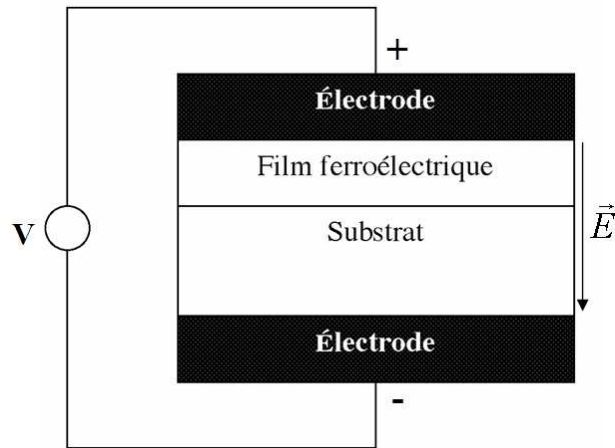 +
Électrode
Film ferroélectrique
Substrat
V
E
Électrode
-